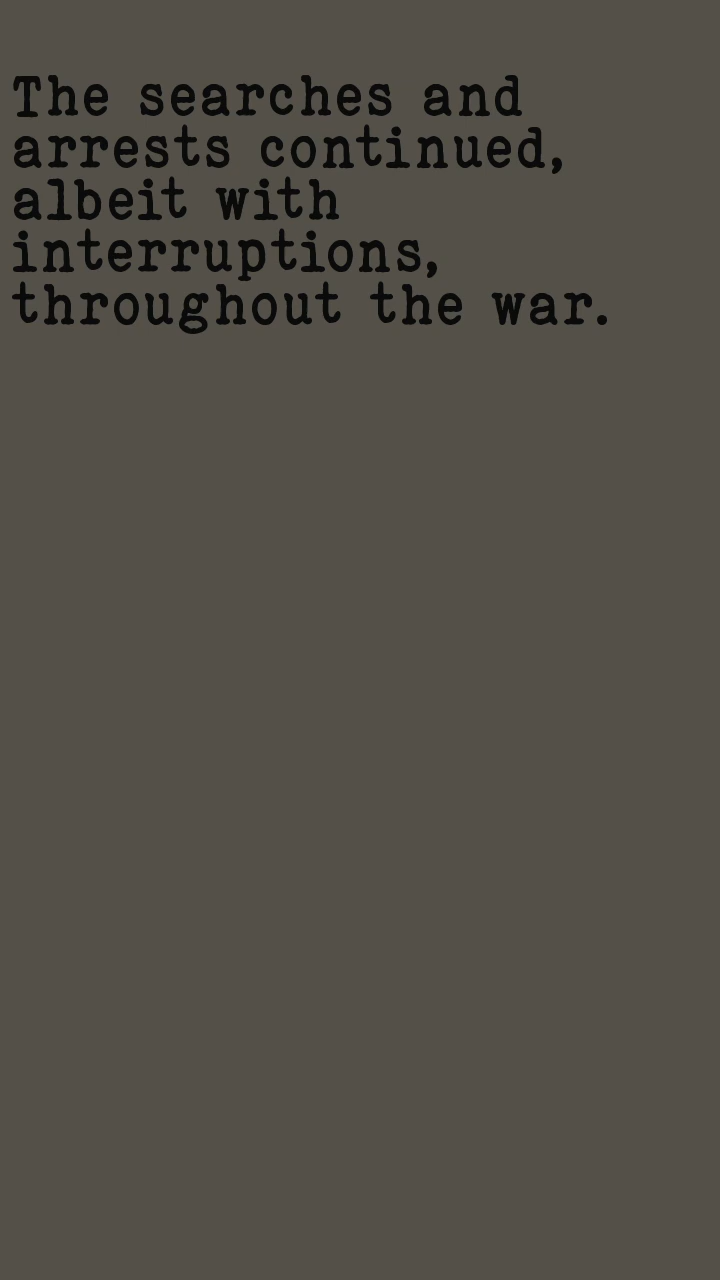 The searches and
arrests continued,
albeit with
interruptions,
throughout the war.